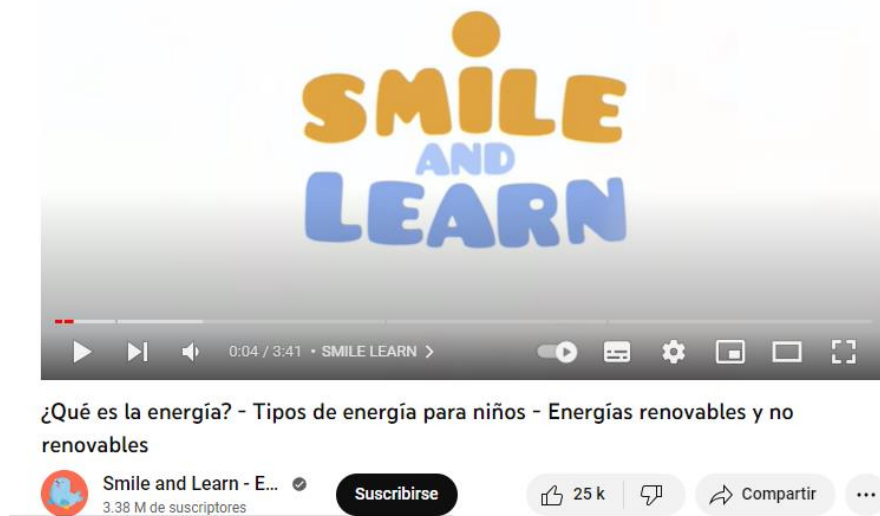 SMILE
AND
LEARN
0:04 / 3:41 • SMILE LEARN >
¿Qué es la energía? - Tipos de energía para niños - Energías renovables y no
renovables
Smile and Learn - E...
Suscribirse
25 k
Compartir
...
3.38 M de suscriptores